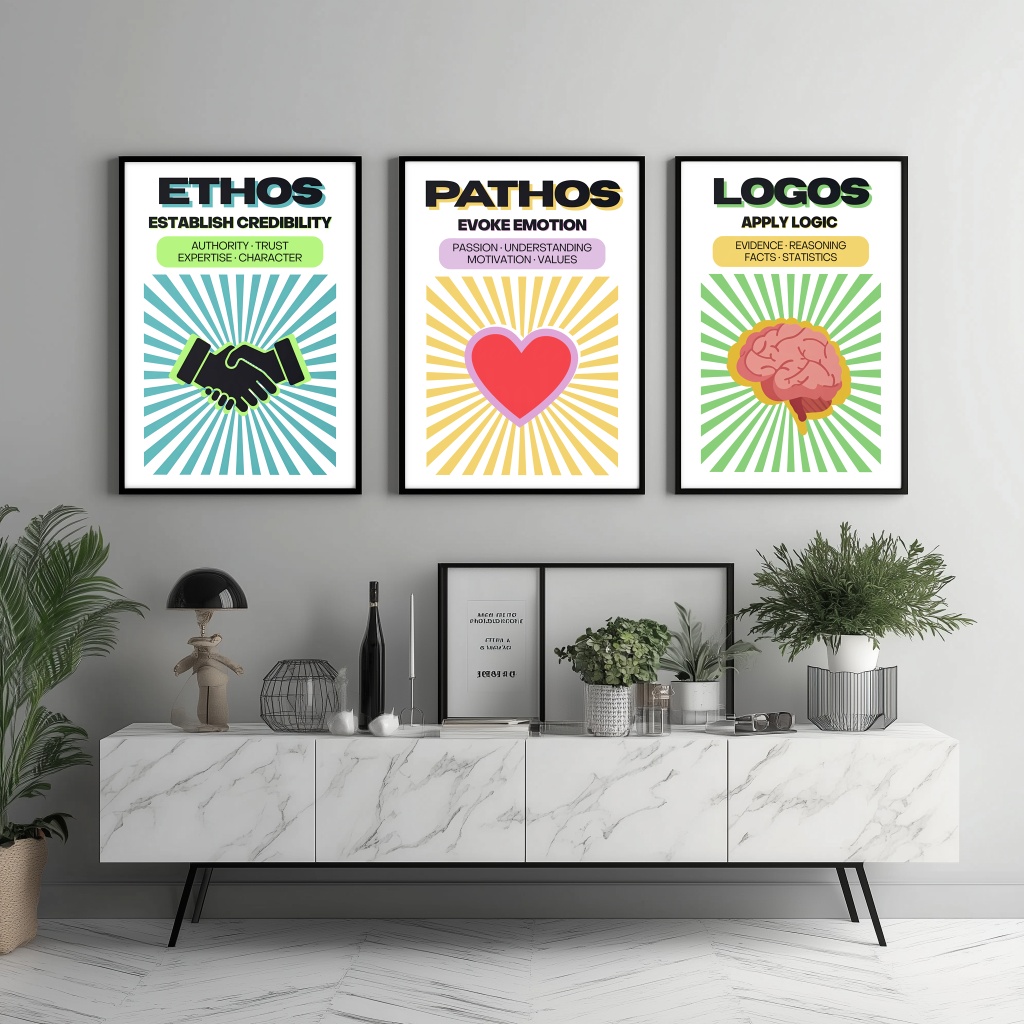 ETHOS
ESTABLISH CREDIBILITY
AUTHORITY · TRUST
EXPERTISE · CHARACTER
PATHOS
EVOKE EMOTION
PASSION · UNDERSTANDING
MOTIVATION · VALUES
LOGOS
APPLY LOGIC
EVIDENCE · REASONING
FACTS · STATISTICS